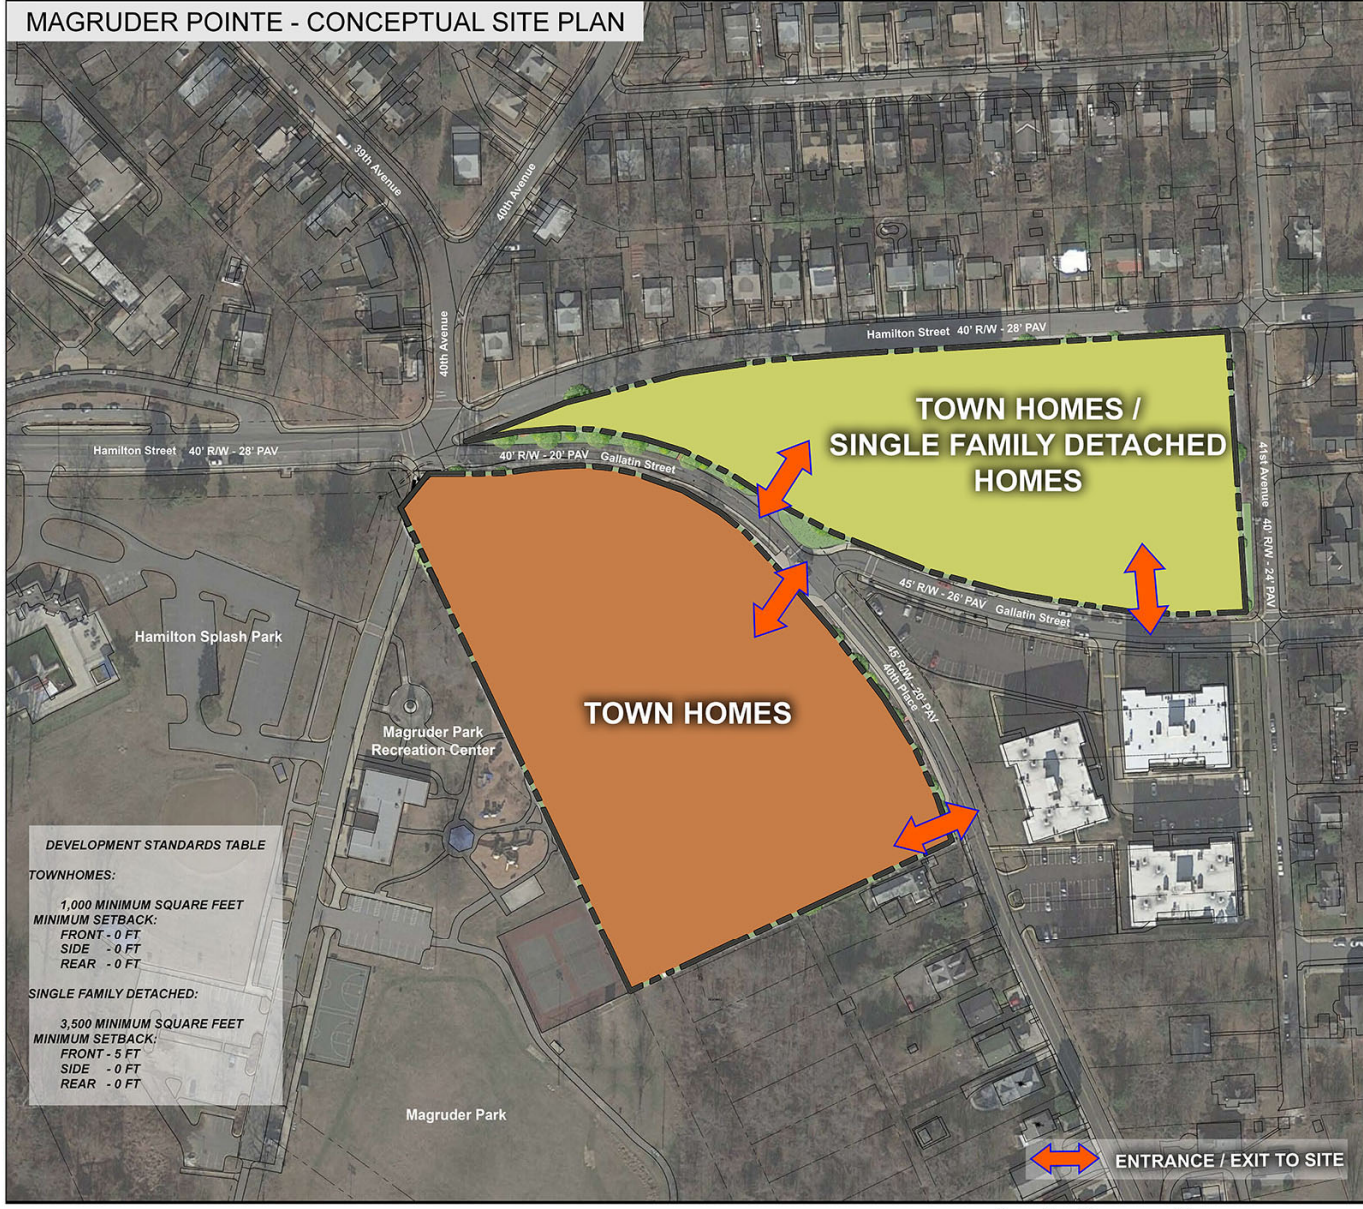 MAGRUDER POINTE - CONCEPTUAL SITE PLAN
39th Avenue
40th Avenue
40th Avenue
Hamilton Street 40' R/W - 28' PAV
TOWN HOMES /
SINGLE FAMILY DETACHED
HOMES
Hamilton Street 40' R/W - 28' PAV
40' R/W - 20' PAV Gallatin Street
41st Avenue 40' R/W - 24' PAV
45' R/W - 26' PAV Gallatin Street
Hamilton Splash Park
45' R/W - 20' PAV
40th Place
TOWN HOMES
Magruder Park
Recreation Center
DEVELOPMENT STANDARDS TABLE
TOWNHOMES:
1,000 MINIMUM SQUARE FEET
MINIMUM SETBACK:
FRONT - 0 FT
SIDE - 0 FT
REAR - 0 FT
SINGLE FAMILY DETACHED:
3,500 MINIMUM SQUARE FEET
MINIMUM SETBACK:
FRONT - 5 FT
SIDE - 0 FT
REAR - 0 FT
Magruder Park
ENTRANCE / EXIT TO SITE